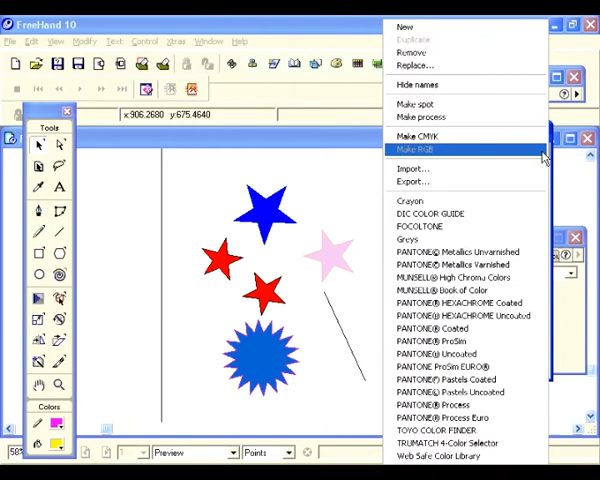 FreeHand 10
File Edit View Modify Text Control Xtras Window Help
x:906.2680 y:675.4640
Tools
Colors
58%
1
Preview
Points
New
Duplicate
Remove
Replace...
Hide names
Make spot
Make process
Make CMYK
Make RGB
Import...
Export...
Crayon
DIC COLOR GUIDE
FOCOLTONE
Greys
PANTONE® Metallics Unvarnished
PANTONE® Metallics Varnished
MUNSELL® High Chroma Colors
MUNSELL® Book of Color
PANTONE® HEXACHROME Coated
PANTONE® HEXACHROME Uncoated
PANTONE® Coated
PANTONE® ProSim
PANTONE® Uncoated
PANTONE ProSim EURO®
PANTONE® Pastels Coated
PANTONE® Pastels Uncoated
PANTONE® Process
PANTONE® Process Euro
TOYO COLOR FINDER
TRUMATCH 4-Color Selector
Web Safe Color Library